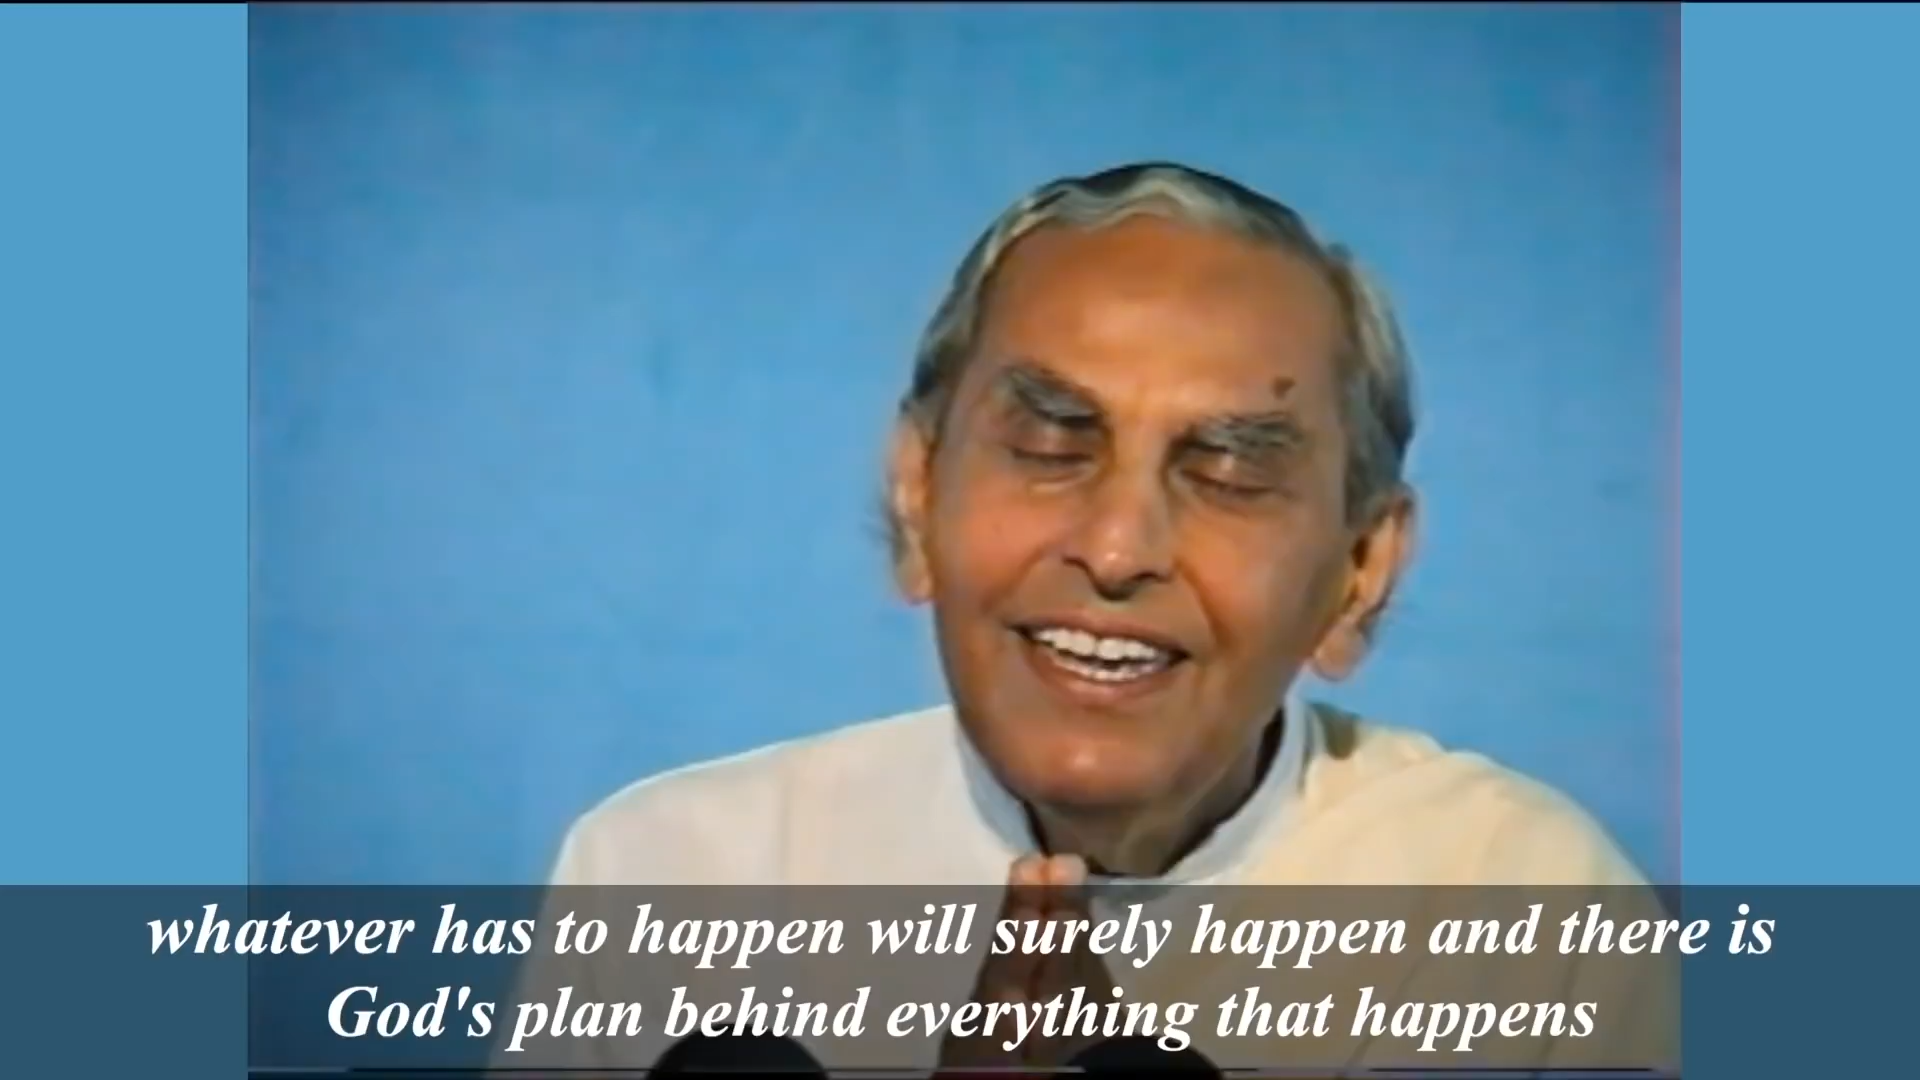 whatever has to happen will surely happen and there is
God's plan behind everything that happens